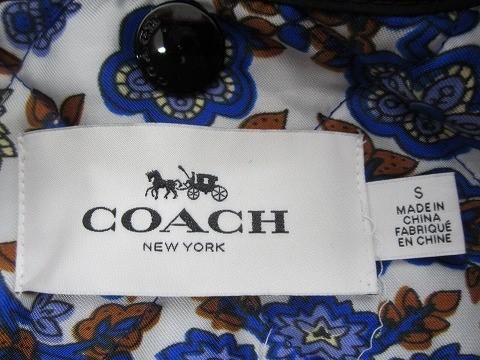 COACH
NEW YORK
S
MADE IN
CHINA
FABRIQUÉ
EN CHINE